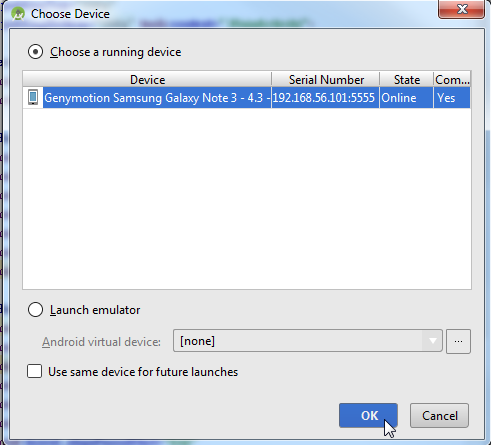 Choose Device
Choose a running device
Device Serial Number State Com...
Genymotion Samsung Galaxy Note 3 - 4.3 - 192.168.56.101:5555 Online Yes
Launch emulator
Android virtual device: [none] ...
Use same device for future launches
OK Cancel